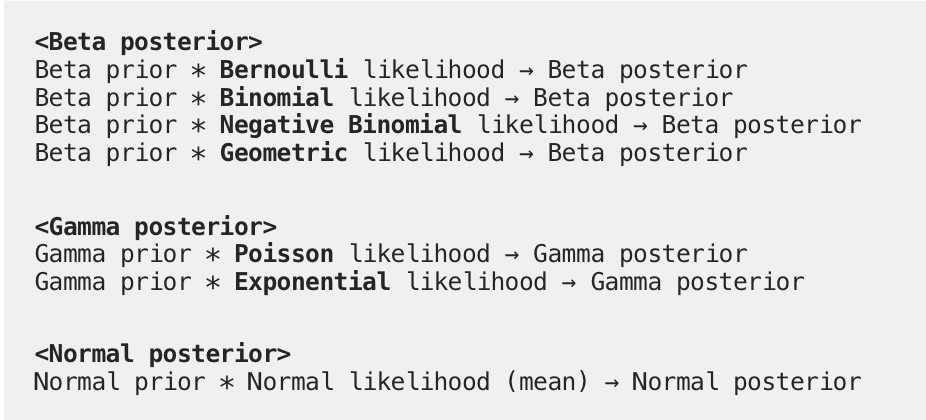 <Beta posterior>
Beta prior * Bernoulli likelihood → Beta posterior
Beta prior * Binomial likelihood → Beta posterior
Beta prior * Negative Binomial likelihood → Beta posterior
Beta prior * Geometric likelihood → Beta posterior
<Gamma posterior>
Gamma prior * Poisson likelihood → Gamma posterior
Gamma prior * Exponential likelihood → Gamma posterior
<Normal posterior>
Normal prior * Normal likelihood (mean) → Normal posterior